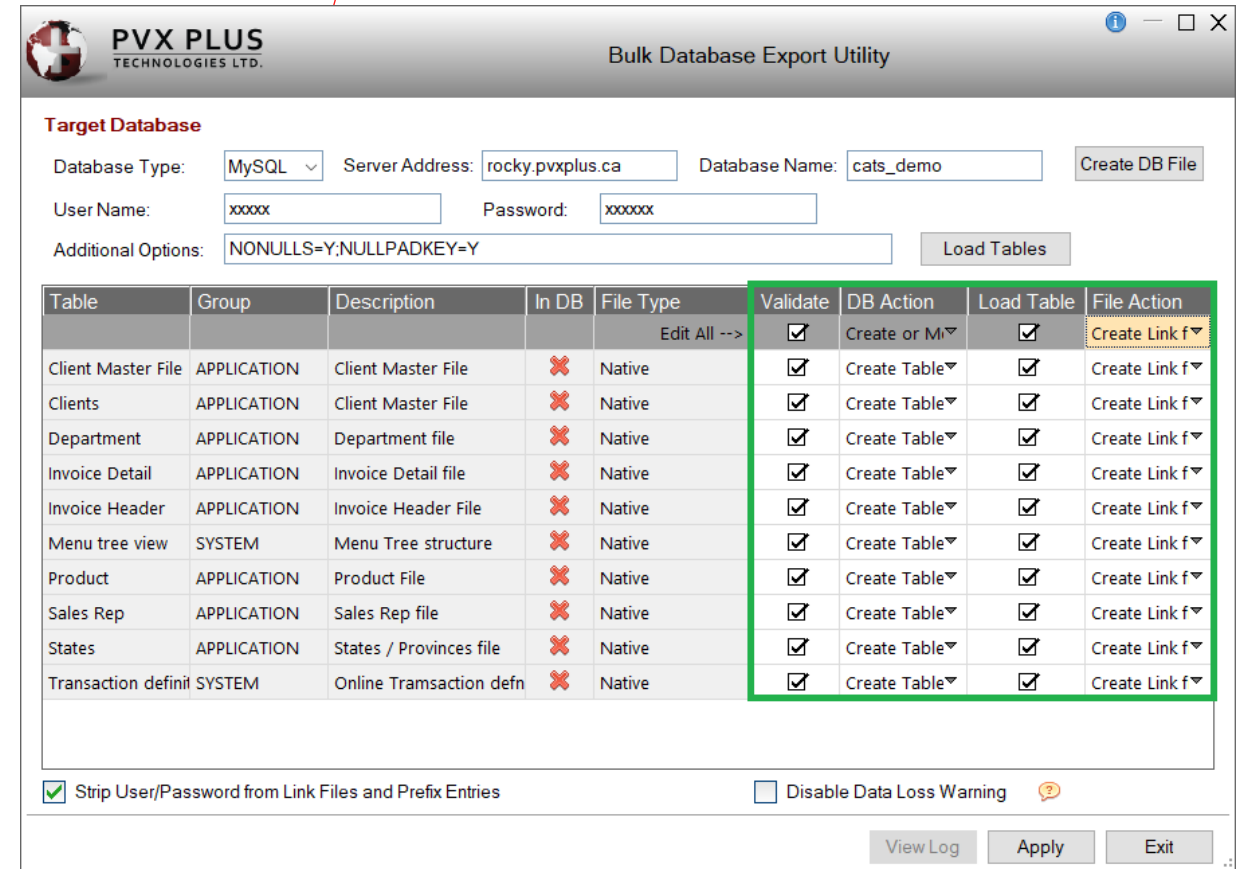 PVX PLUS
TECHNOLOGIES LTD.
Bulk Database Export Utility
Target Database
Database Type: MySQL Server Address: rocky.pvxplus.ca Database Name: cats_demo Create DB File
User Name: xxxxx Password: xxxxxx
Additional Options: NONULLS=Y;NULLPADKEY=Y Load Tables
Table Group Description In DB File Type Validate DB Action Load Table File Action
Edit All --> Create or M Create Link f
Client Master File APPLICATION Client Master File Native Create Table Create Link f
Clients APPLICATION Client Master File Native Create Table Create Link f
Department APPLICATION Department file Native Create Table Create Link f
Invoice Detail APPLICATION Invoice Detail file Native Create Table Create Link f
Invoice Header APPLICATION Invoice Header File Native Create Table Create Link f
Menu tree view SYSTEM Menu Tree structure Native Create Table Create Link f
Product APPLICATION Product File Native Create Table Create Link f
Sales Rep APPLICATION Sales Rep file Native Create Table Create Link f
States APPLICATION States / Provinces file Native Create Table Create Link f
Transaction definit SYSTEM Online Tramsaction defn Native Create Table Create Link f
Strip User/Password from Link Files and Prefix Entries Disable Data Loss Warning
View Log Apply Exit